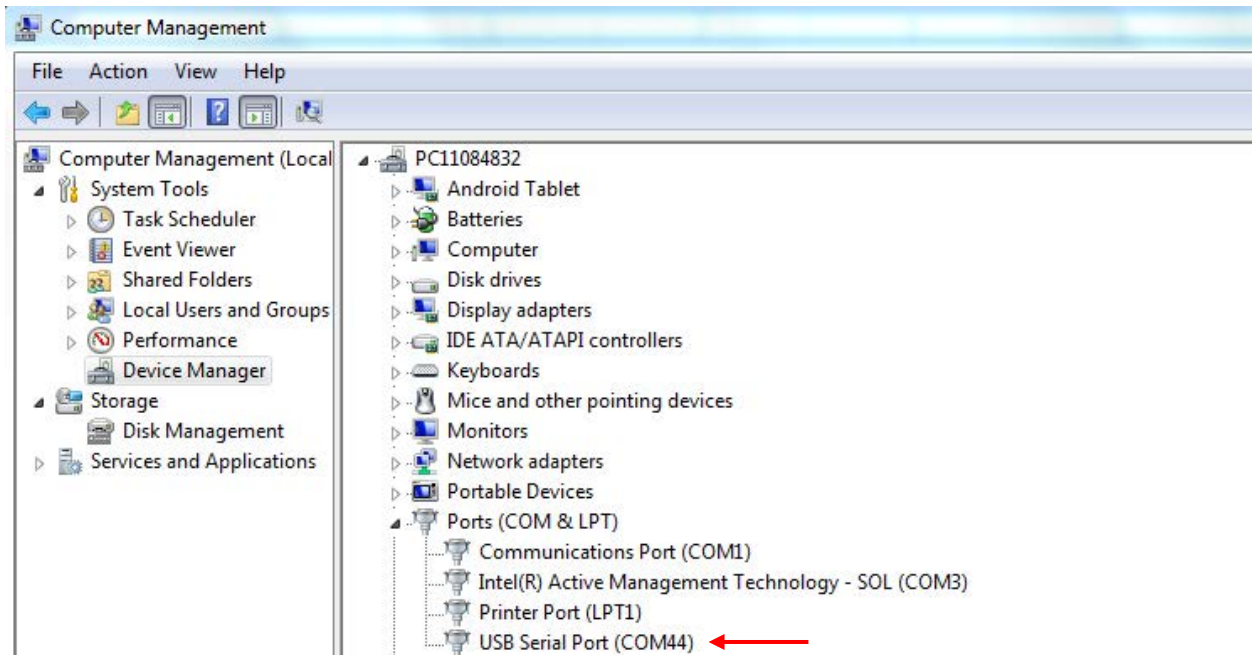 Computer Management
File Action View Help
Computer Management (Local
System Tools
Task Scheduler
Event Viewer
Shared Folders
Local Users and Groups
Performance
Device Manager
Storage
Disk Management
Services and Applications
PC11084832
Android Tablet
Batteries
Computer
Disk drives
Display adapters
IDE ATA/ATAPI controllers
Keyboards
Mice and other pointing devices
Monitors
Network adapters
Portable Devices
Ports (COM & LPT)
Communications Port (COM1)
Intel(R) Active Management Technology - SOL (COM3)
Printer Port (LPT1)
USB Serial Port (COM44)